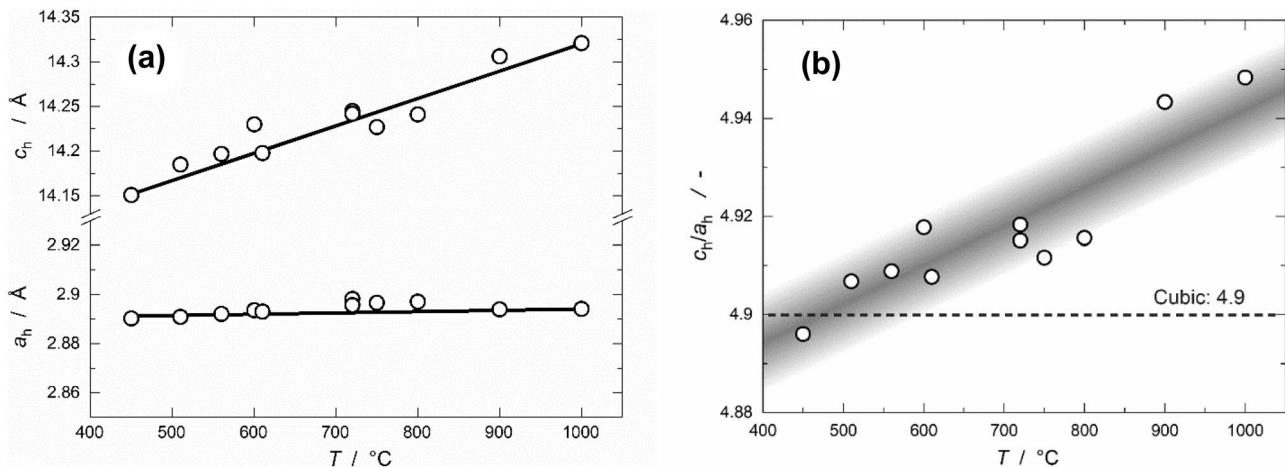 (a)
14.35
14.3
14.25
14.2
14.15
c_h / Å
2.92
2.9
2.88
2.86
a_h / Å
400 500 600 700 800 900 1000
T / °C
(b)
4.96
4.94
4.92
4.9
4.88
c_h/a_h / -
Cubic: 4.9
400 500 600 700 800 900 1000
T / °C